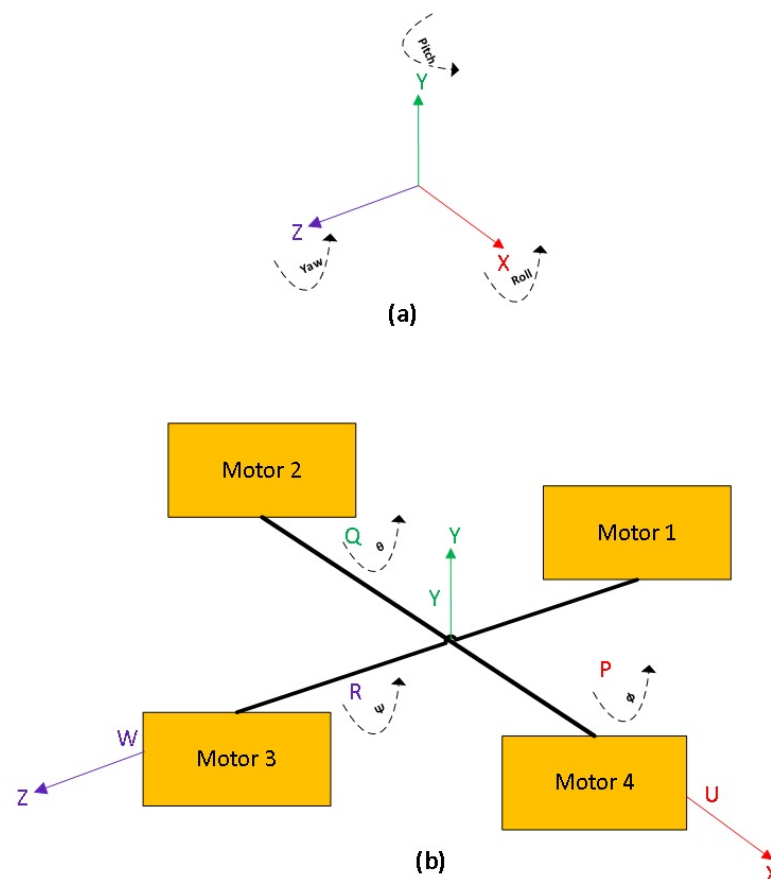 Pitch
Y
Z
Yaw
X
Roll
(a)
Motor 2
Motor 1
Q
θ
Y
Y
P
ϕ
R
Ψ
W
Z
Motor 3
Motor 4
U
X
(b)